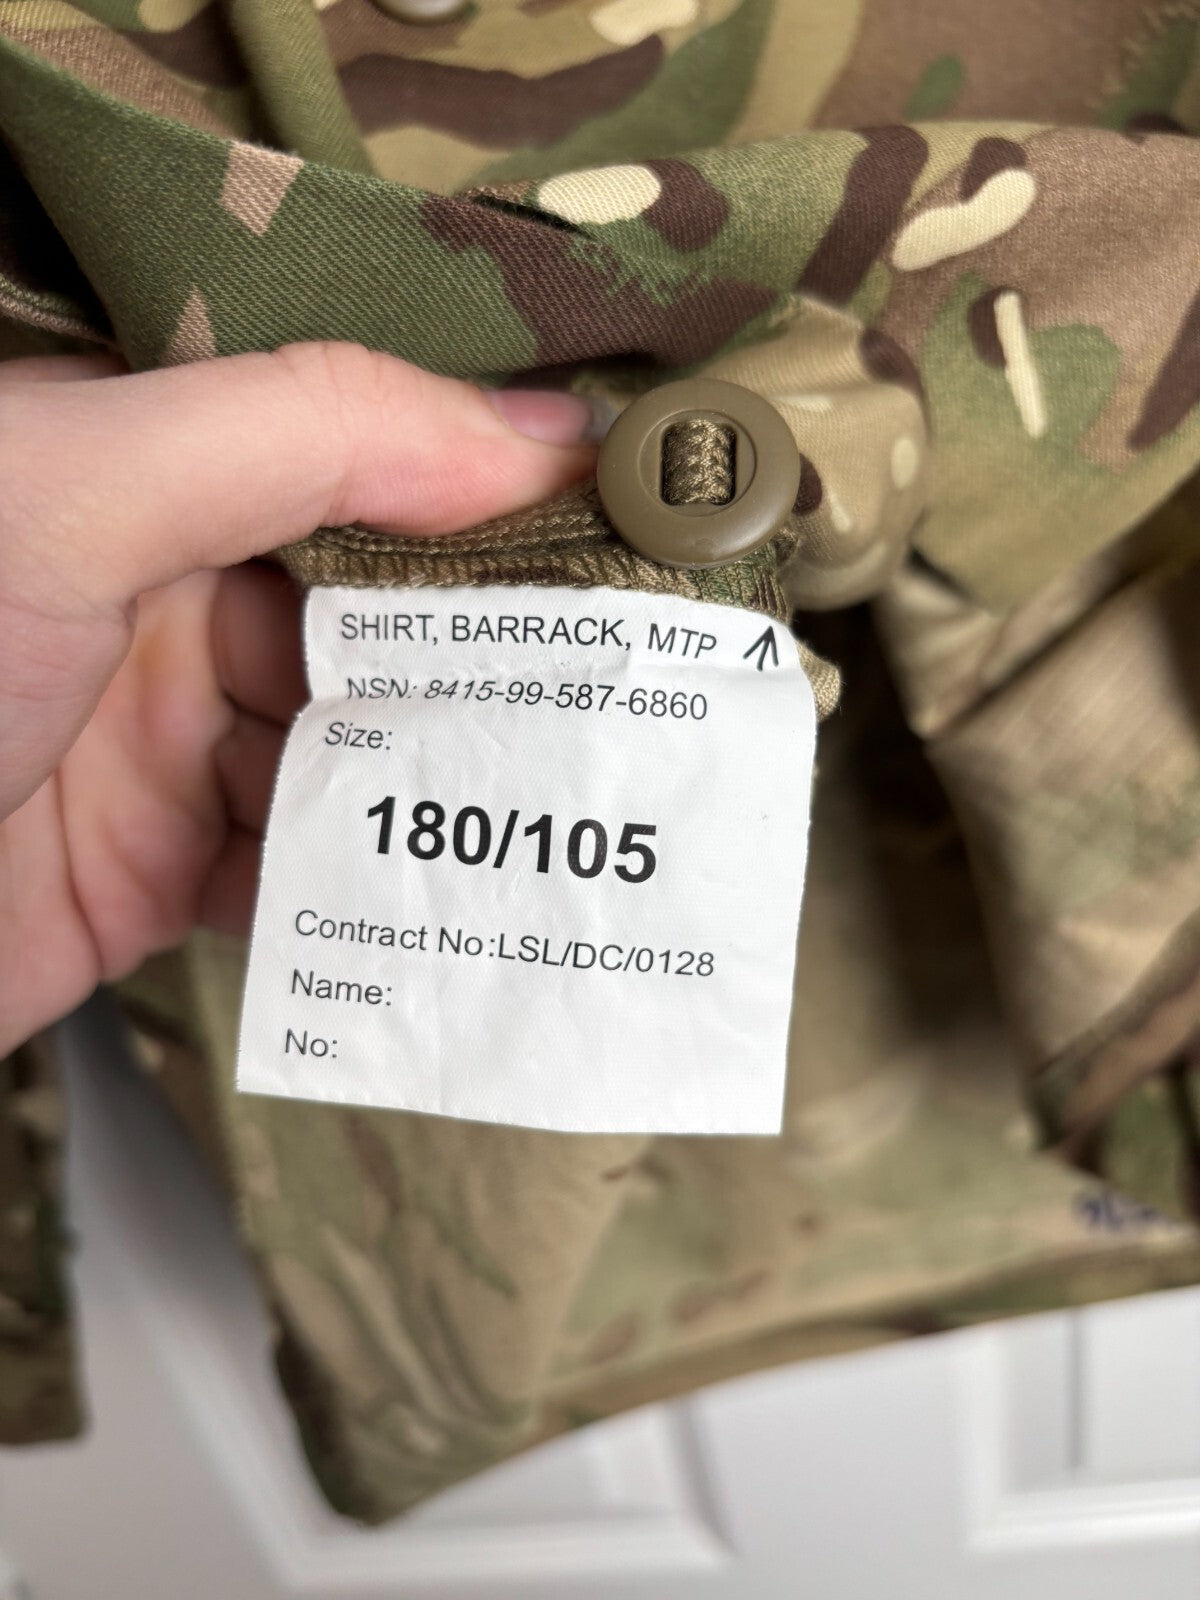 SHIRT, BARRACK, MTP
NSN: 8415-99-587-6860
Size:
180/105
Contract No:LSL/DC/0128
Name:
No: